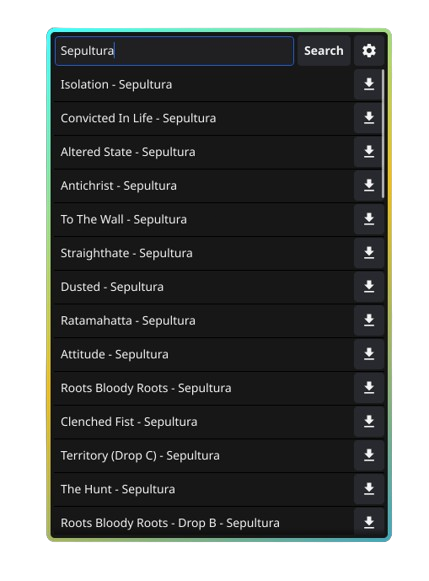 Sepultura Search
Isolation - Sepultura
Convicted In Life - Sepultura
Altered State - Sepultura
Antichrist - Sepultura
To The Wall - Sepultura
Straighthate - Sepultura
Dusted - Sepultura
Ratamahatta - Sepultura
Attitude - Sepultura
Roots Bloody Roots - Sepultura
Clenched Fist - Sepultura
Territory (Drop C) - Sepultura
The Hunt - Sepultura
Roots Bloody Roots - Drop B - Sepultura